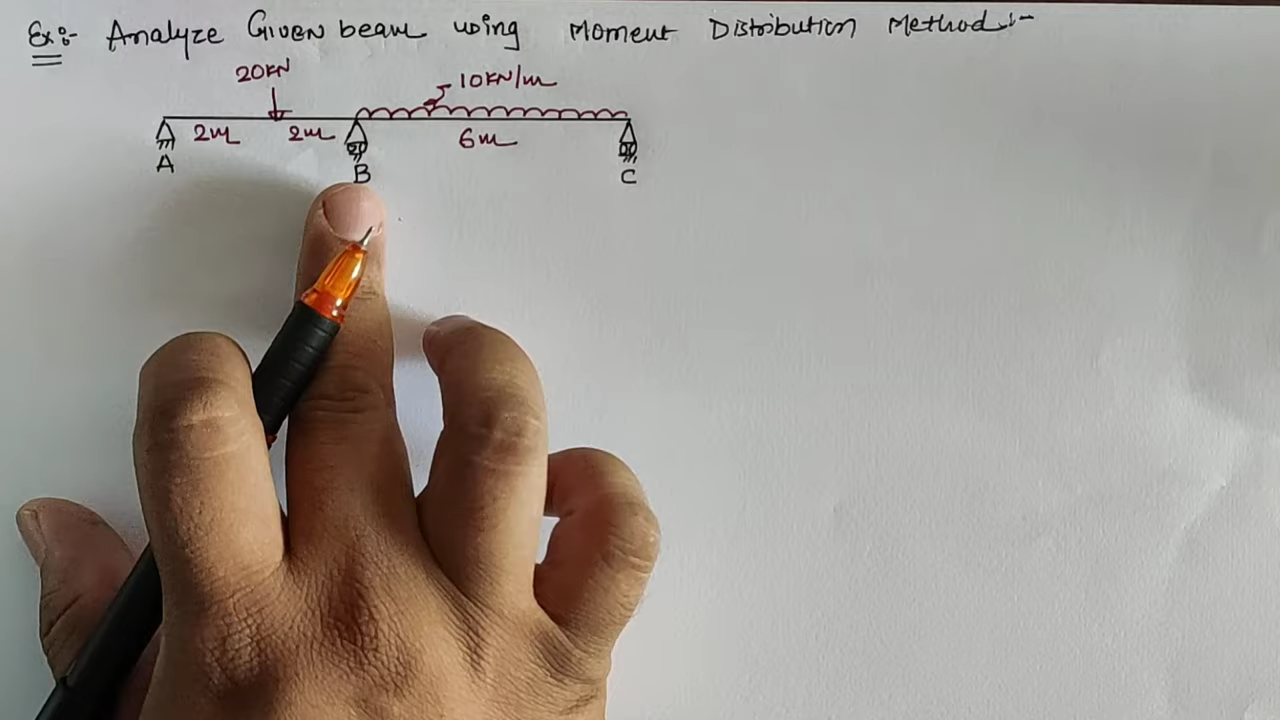 Ex:- Analyze Given beam using Moment Distribution Method:-
20KN
10KN/m
2m 2m 6m
A B C